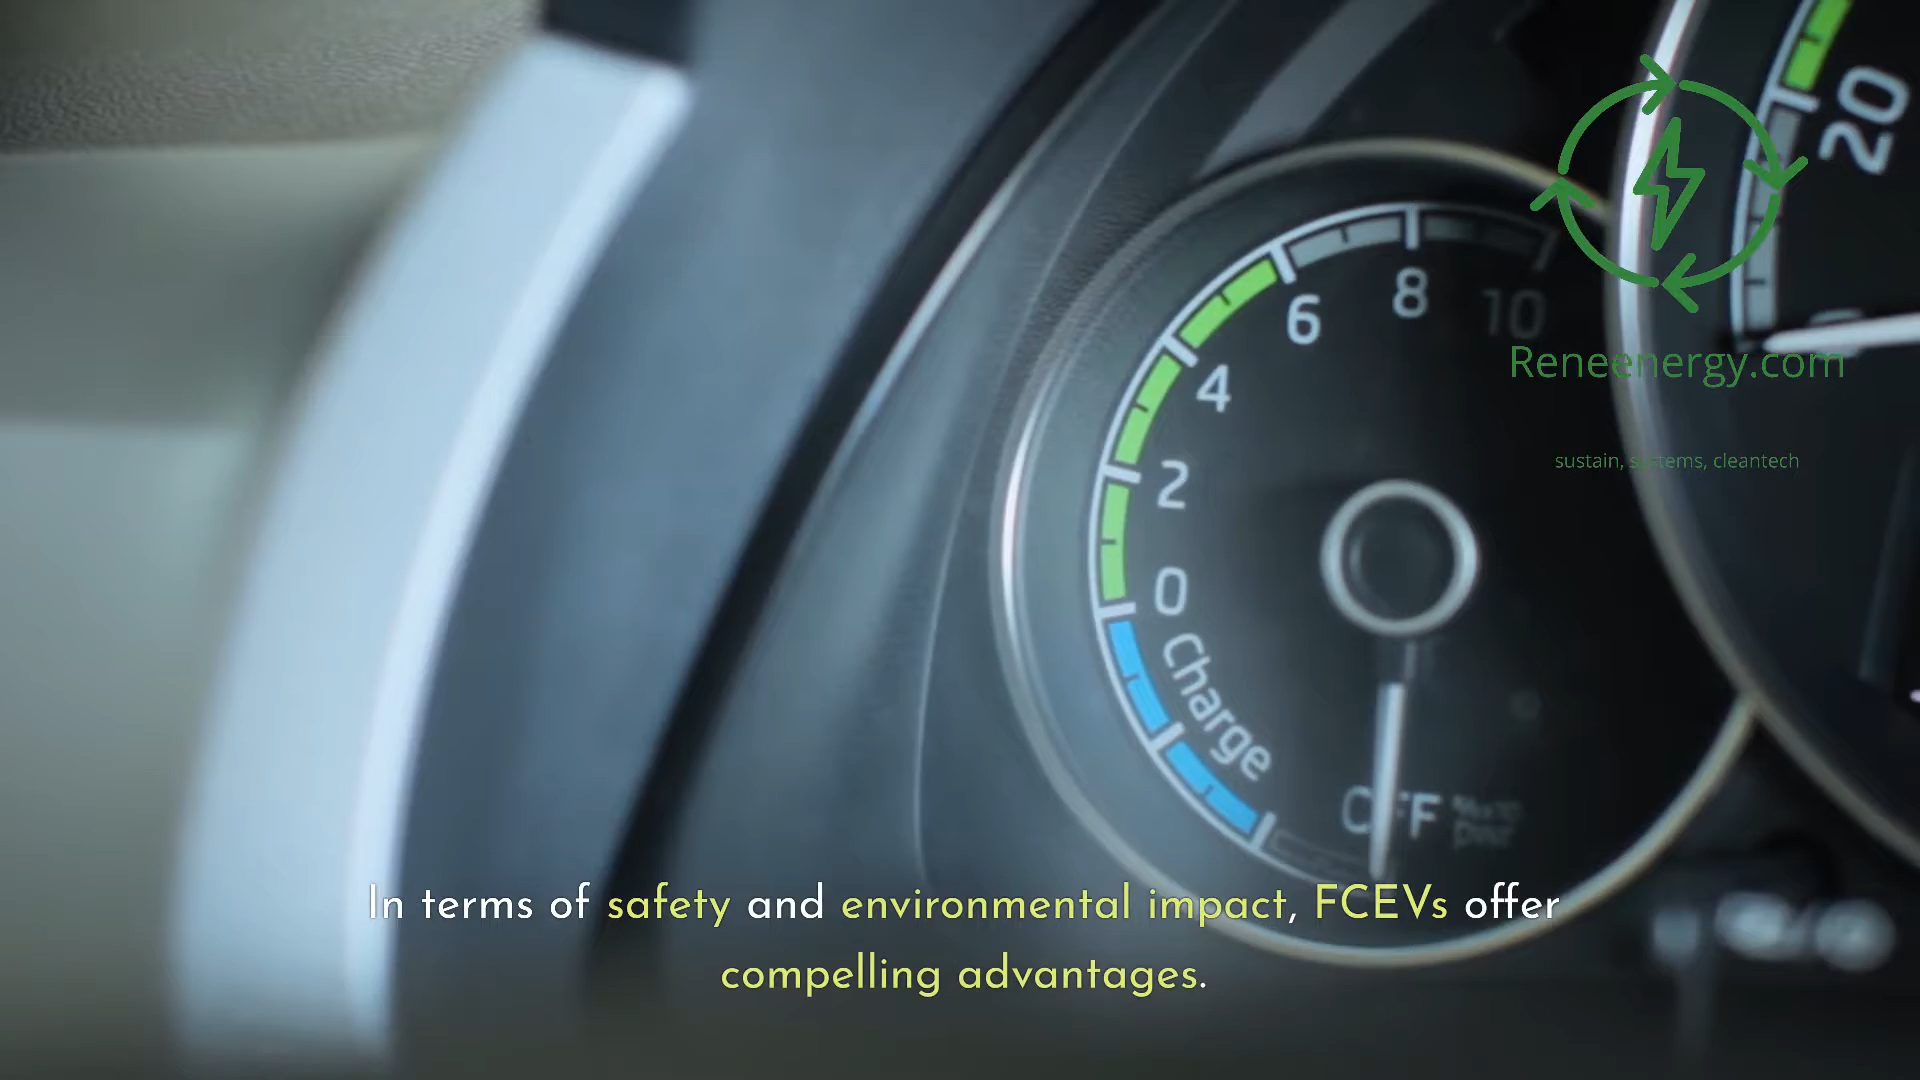 20
10
8
6
4
2
0
Charge
OFF
Reneenergy.com
sustain, systems, cleantech
In terms of safety and environmental impact, FCEVs offer
compelling advantages.